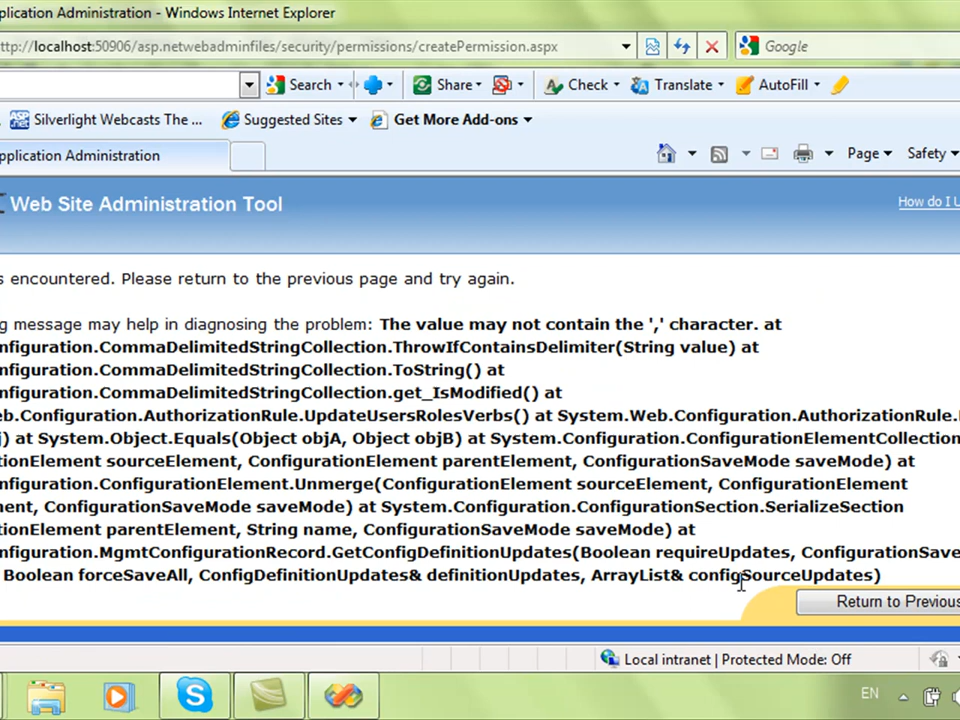 pplication Administration - Windows Internet Explorer
ttp://localhost:50906/asp.netwebadminfiles/security/permissions/createPermission.aspx
Google
Search
Share
Check
Translate
AutoFill
Silverlight Webcasts The ...
Suggested Sites
Get More Add-ons
pplication Administration
Page
Safety
Web Site Administration Tool
How do I U
s encountered. Please return to the previous page and try again.
g message may help in diagnosing the problem: The value may not contain the ',' character. at
nfiguration.CommaDelimitedStringCollection.ThrowIfContainsDelimiter(String value) at
nfiguration.CommaDelimitedStringCollection.ToString() at
nfiguration.CommaDelimitedStringCollection.get_IsModified() at
eb.Configuration.AuthorizationRule.UpdateUsersRolesVerbs() at System.Web.Configuration.AuthorizationRule.
j) at System.Object.Equals(Object objA, Object objB) at System.Configuration.ConfigurationElementCollection
tionElement sourceElement, ConfigurationElement parentElement, ConfigurationSaveMode saveMode) at
nfiguration.ConfigurationElement.Unmerge(ConfigurationElement sourceElement, ConfigurationElement
ment, ConfigurationSaveMode saveMode) at System.Configuration.ConfigurationSection.SerializeSection
tionElement parentElement, String name, ConfigurationSaveMode saveMode) at
nfiguration.MgmtConfigurationRecord.GetConfigDefinitionUpdates(Boolean requireUpdates, ConfigurationSave
Boolean forceSaveAll, ConfigDefinitionUpdates& definitionUpdates, ArrayList& configSourceUpdates)
Return to Previous
Local intranet | Protected Mode: Off
EN